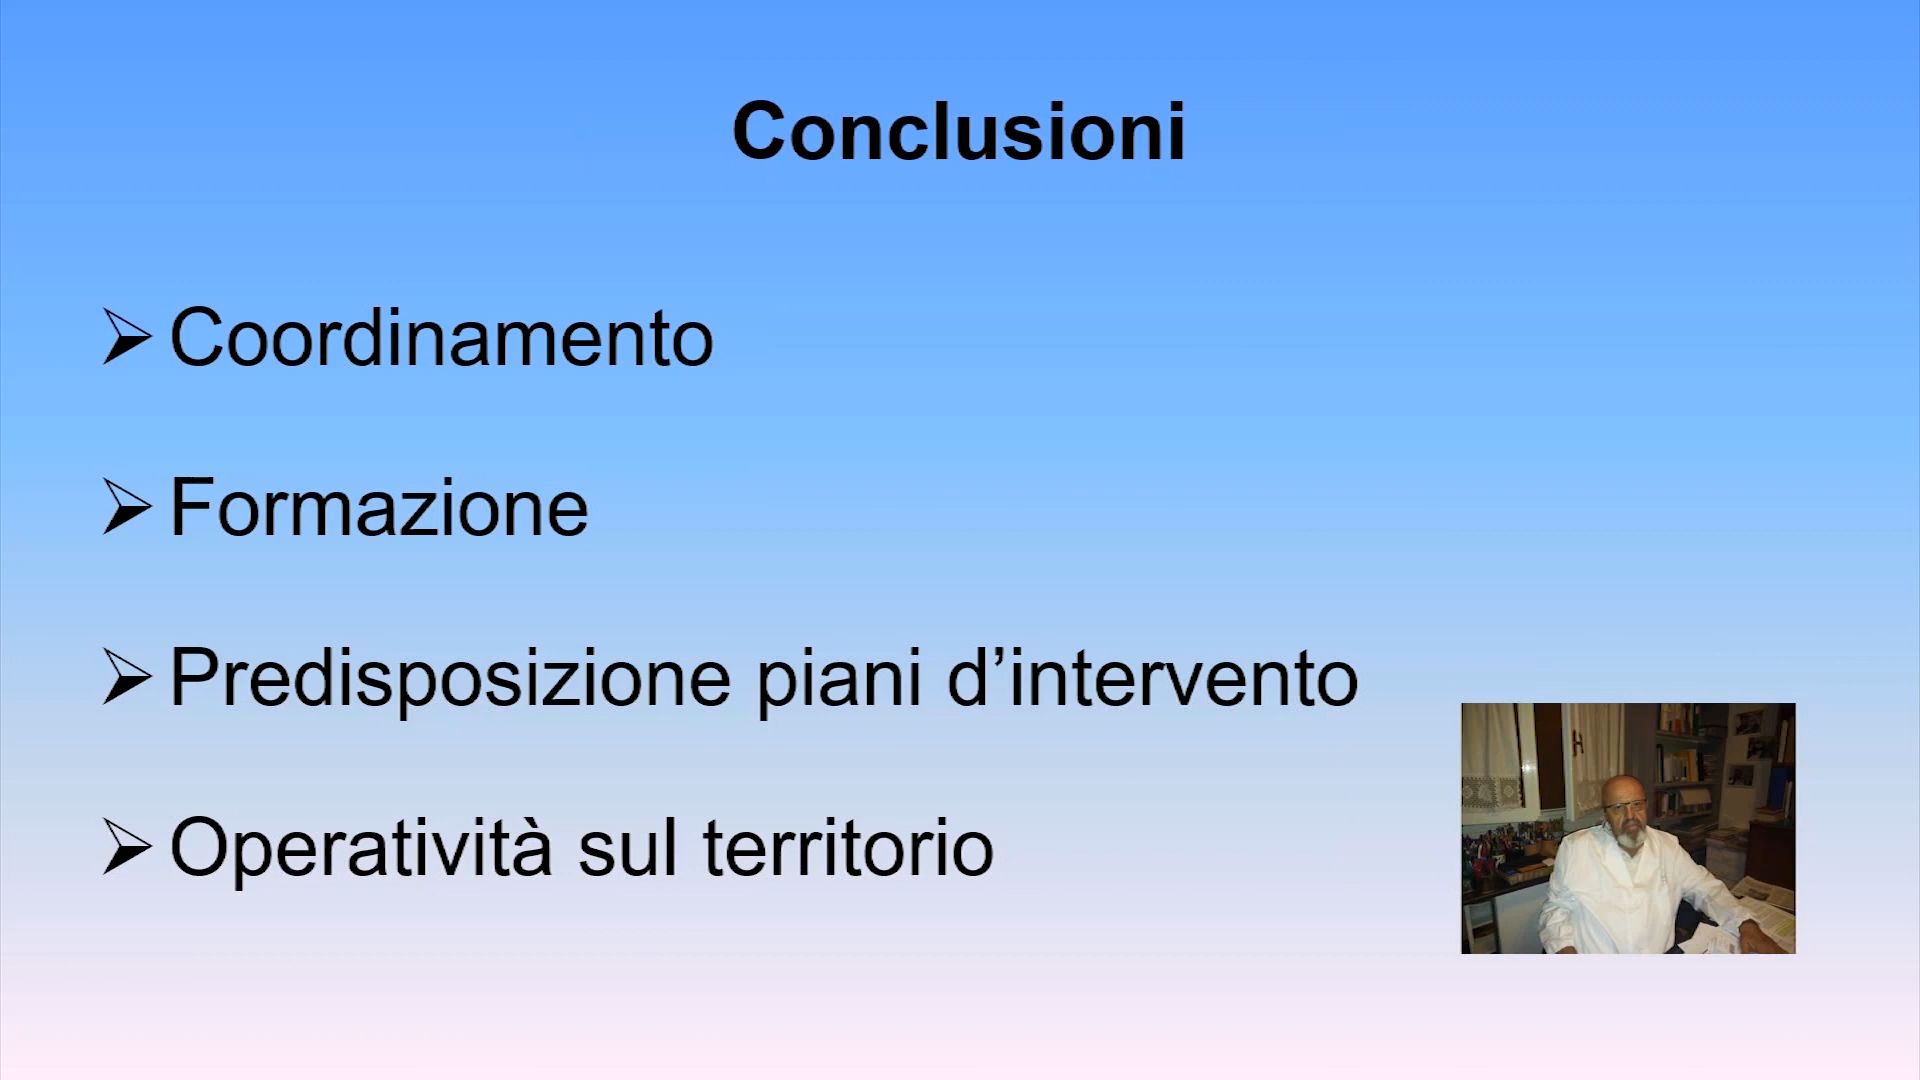 Conclusioni
Coordinamento
Formazione
Predisposizione piani d’intervento
Operatività sul territorio